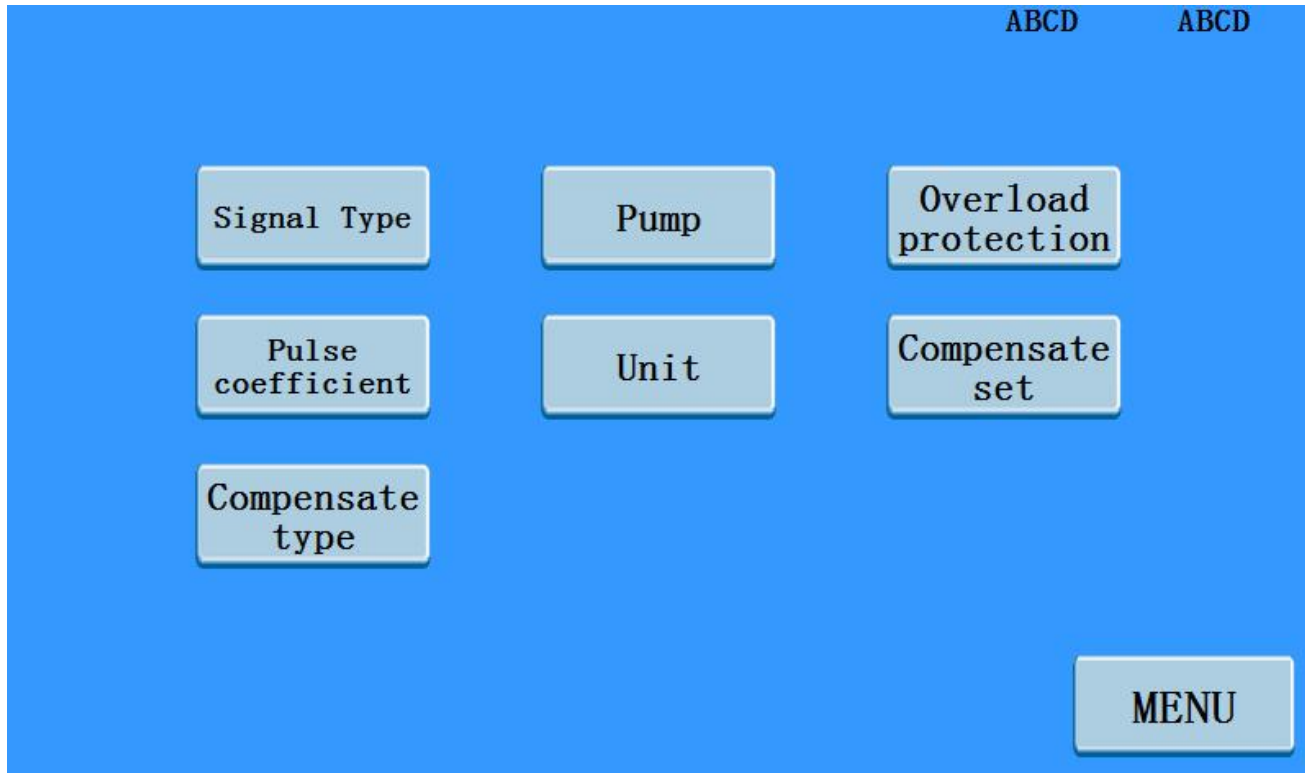 ABCD ABCD
Signal Type
Pump
Overload
protection
Pulse
coefficient
Unit
Compensate
set
Compensate
type
MENU